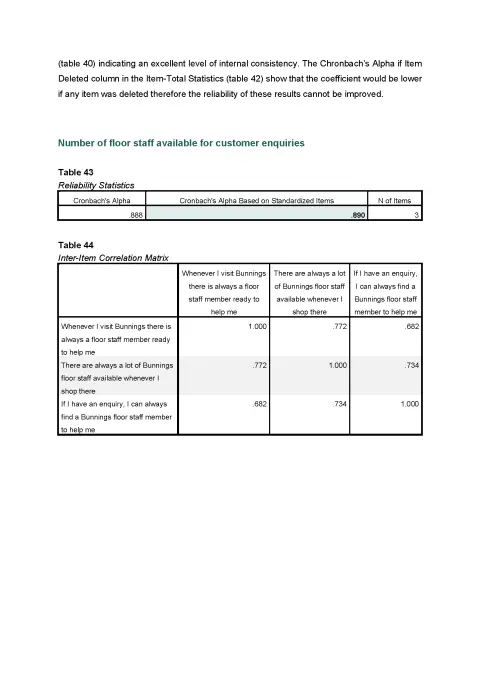 (table 40) indicating an excellent level of internal consistency. The Chronbach's Alpha if Item
Deleted column in the Item-Total Statistics (table 42) show that the coefficient would be lower
if any item was deleted therefore the reliability of these results cannot be improved.
Number of floor staff available for customer enquiries
Table 43
Reliability Statistics
Cronbach's Alpha Cronbach's Alpha Based on Standardized Items N of Items
.888 .890 3
Table 44
Inter-Item Correlation Matrix
Whenever I visit Bunnings There are always a lot If I have an enquiry,
there is always a floor of Bunnings floor staff I can always find a
staff member ready to available whenever I Bunnings floor staff
help me shop there member to help me
Whenever I visit Bunnings there is 1.000 .772 .682
always a floor staff member ready
to help me
There are always a lot of Bunnings .772 1.000 .734
floor staff available whenever I
shop there
If I have an enquiry, I can always .682 .734 1.000
find a Bunnings floor staff member
to help me